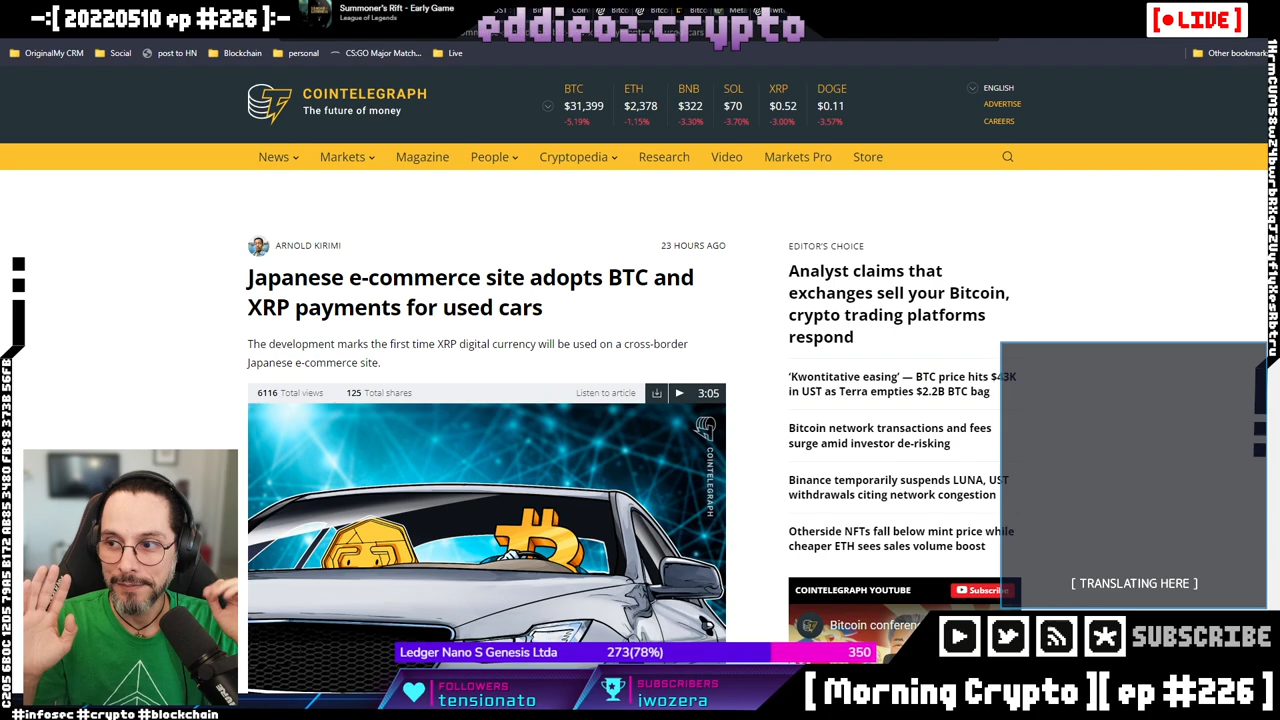 -:[ 20220510 ep #226 ]:-
Summoner's Rift - Early Game
League of Legends
eddieoz.crypto
[ • LIVE ]
OriginalMy CRM
Social
post to HN
Blockchain
personal
CS:GO Major Match...
Live
Other bookmark
COINTELEGRAPH
The future of money
BTC ETH BNB SOL XRP DOGE
$31,399 $2,378 $322 $70 $0.52 $0.11
-5.19% -1.15% -3.30% -3.70% -3.00% -3.57%
ENGLISH
ADVERTISE
CAREERS
News Markets Magazine People Cryptopedia Research Video Markets Pro Store
ARNOLD KIRIMI
23 HOURS AGO
Japanese e-commerce site adopts BTC and
XRP payments for used cars
The development marks the first time XRP digital currency will be used on a cross-border
Japanese e-commerce site.
6116 Total views 125 Total shares
Listen to article
3:05
COINTELEGRAPH
EDITOR'S CHOICE
Analyst claims that
exchanges sell your Bitcoin,
crypto trading platforms
respond
'Kwontitative easing' — BTC price hits $43K
in UST as Terra empties $2.2B BTC bag
Bitcoin network transactions and fees
surge amid investor de-risking
Binance temporarily suspends LUNA, UST
withdrawals citing network congestion
Otherside NFTs fall below mint price while
cheaper ETH sees sales volume boost
COINTELEGRAPH YOUTUBE
Subscribe
Bitcoin conferen
[ TRANSLATING HERE ]
SUBSCRIBE
Ledger Nano S Genesis Ltda 273(78%) 350
FOLLOWERS
tensionato
SUBSCRIBERS
iwozera
[ Morning Crypto ][ ep #226 ]
#infosec #crypto #blockchain